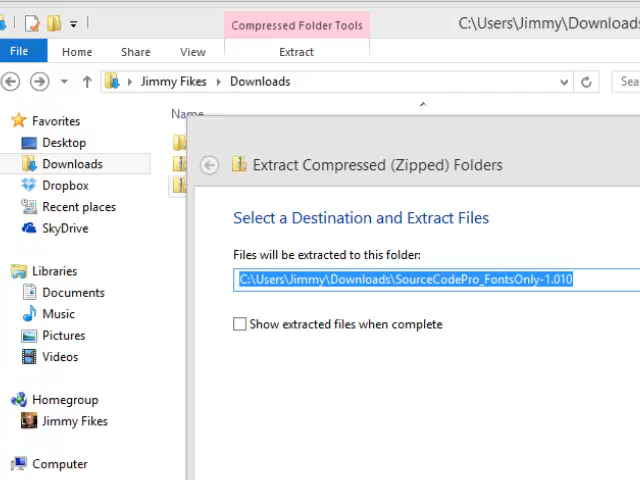 Compressed Folder Tools
C:\Users\Jimmy\Downloads
File
Home
Share
View
Extract
Jimmy Fikes
Downloads
Sea
Name
Favorites
Desktop
Downloads
Dropbox
Recent places
SkyDrive
Libraries
Documents
Music
Pictures
Videos
Homegroup
Jimmy Fikes
Computer
Extract Compressed (Zipped) Folders
Select a Destination and Extract Files
Files will be extracted to this folder:
C:\Users\Jimmy\Downloads\SourceCodePro_FontsOnly-1.010
Show extracted files when complete